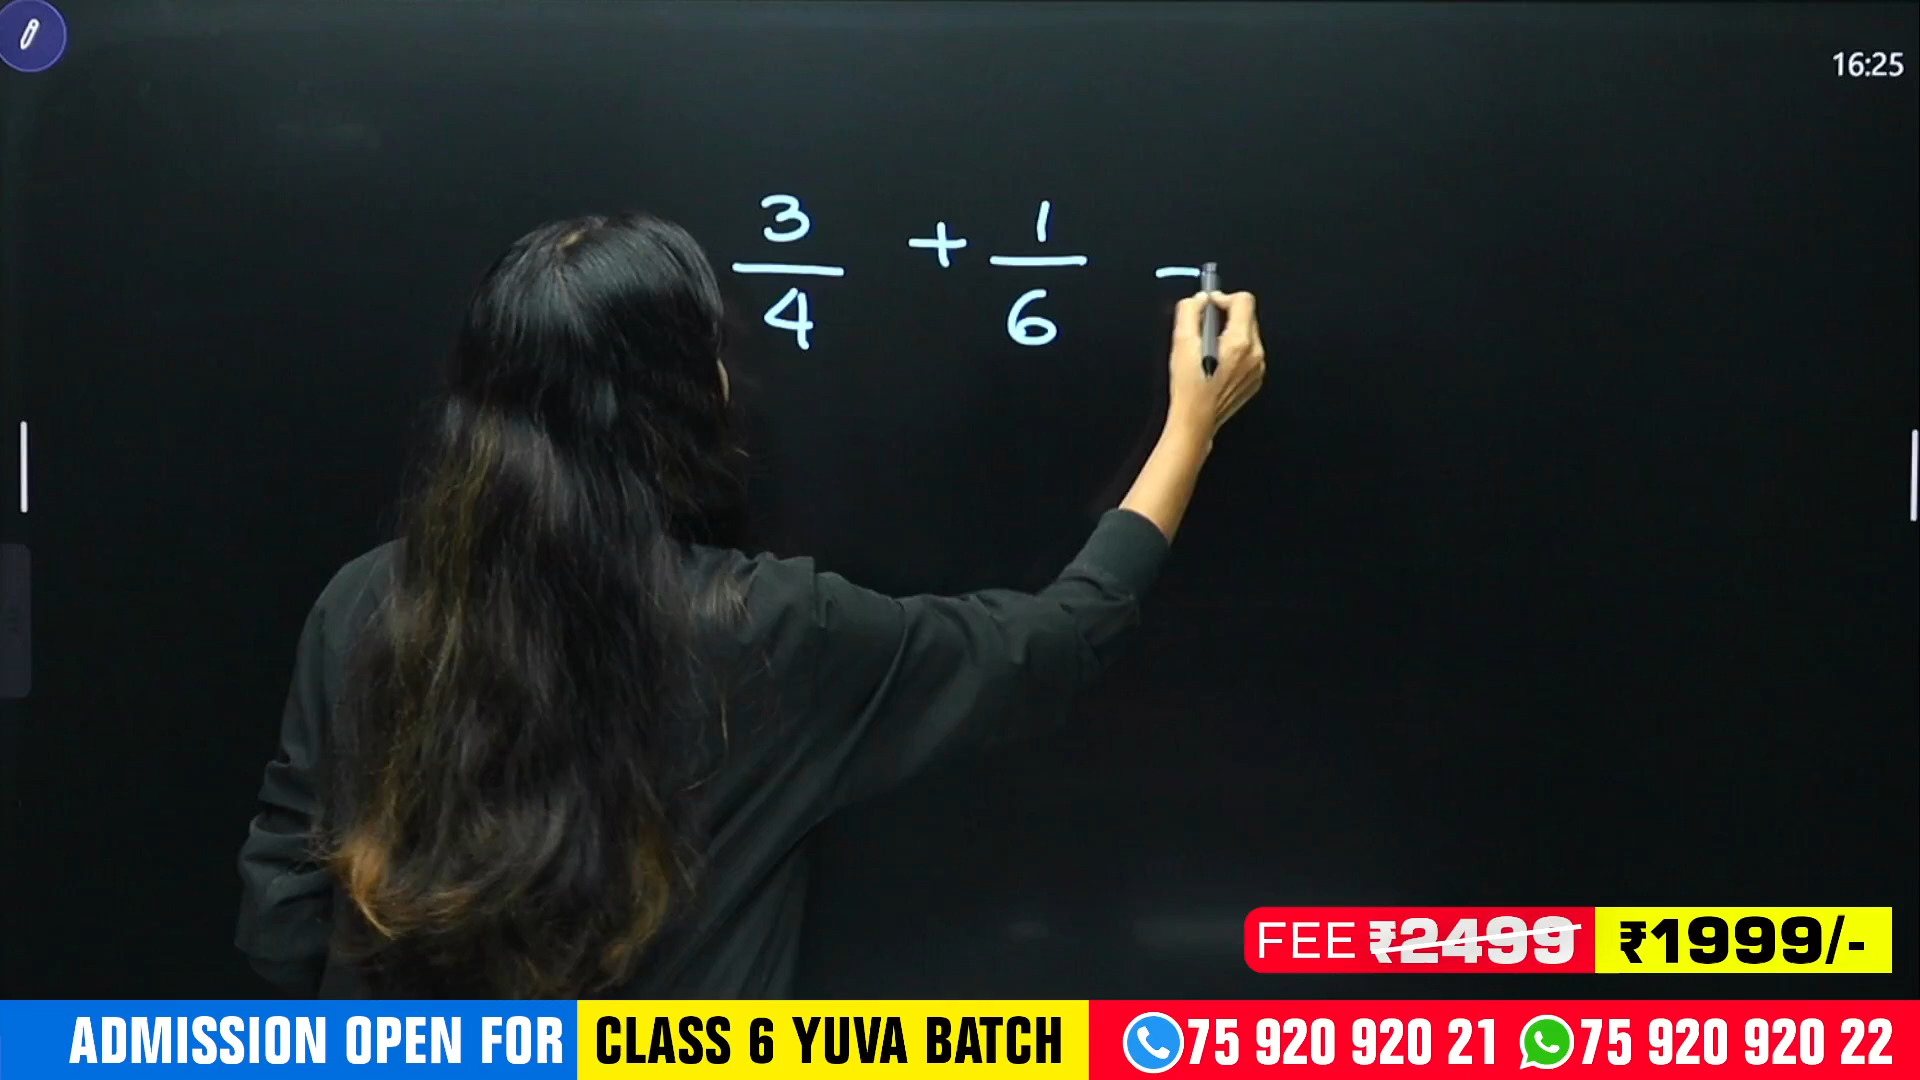 16:25
3/4 + 1/6 -
FEE ₹2499 ₹1999/-
ADMISSION OPEN FOR CLASS 6 YUVA BATCH 75 920 920 21 75 920 920 22